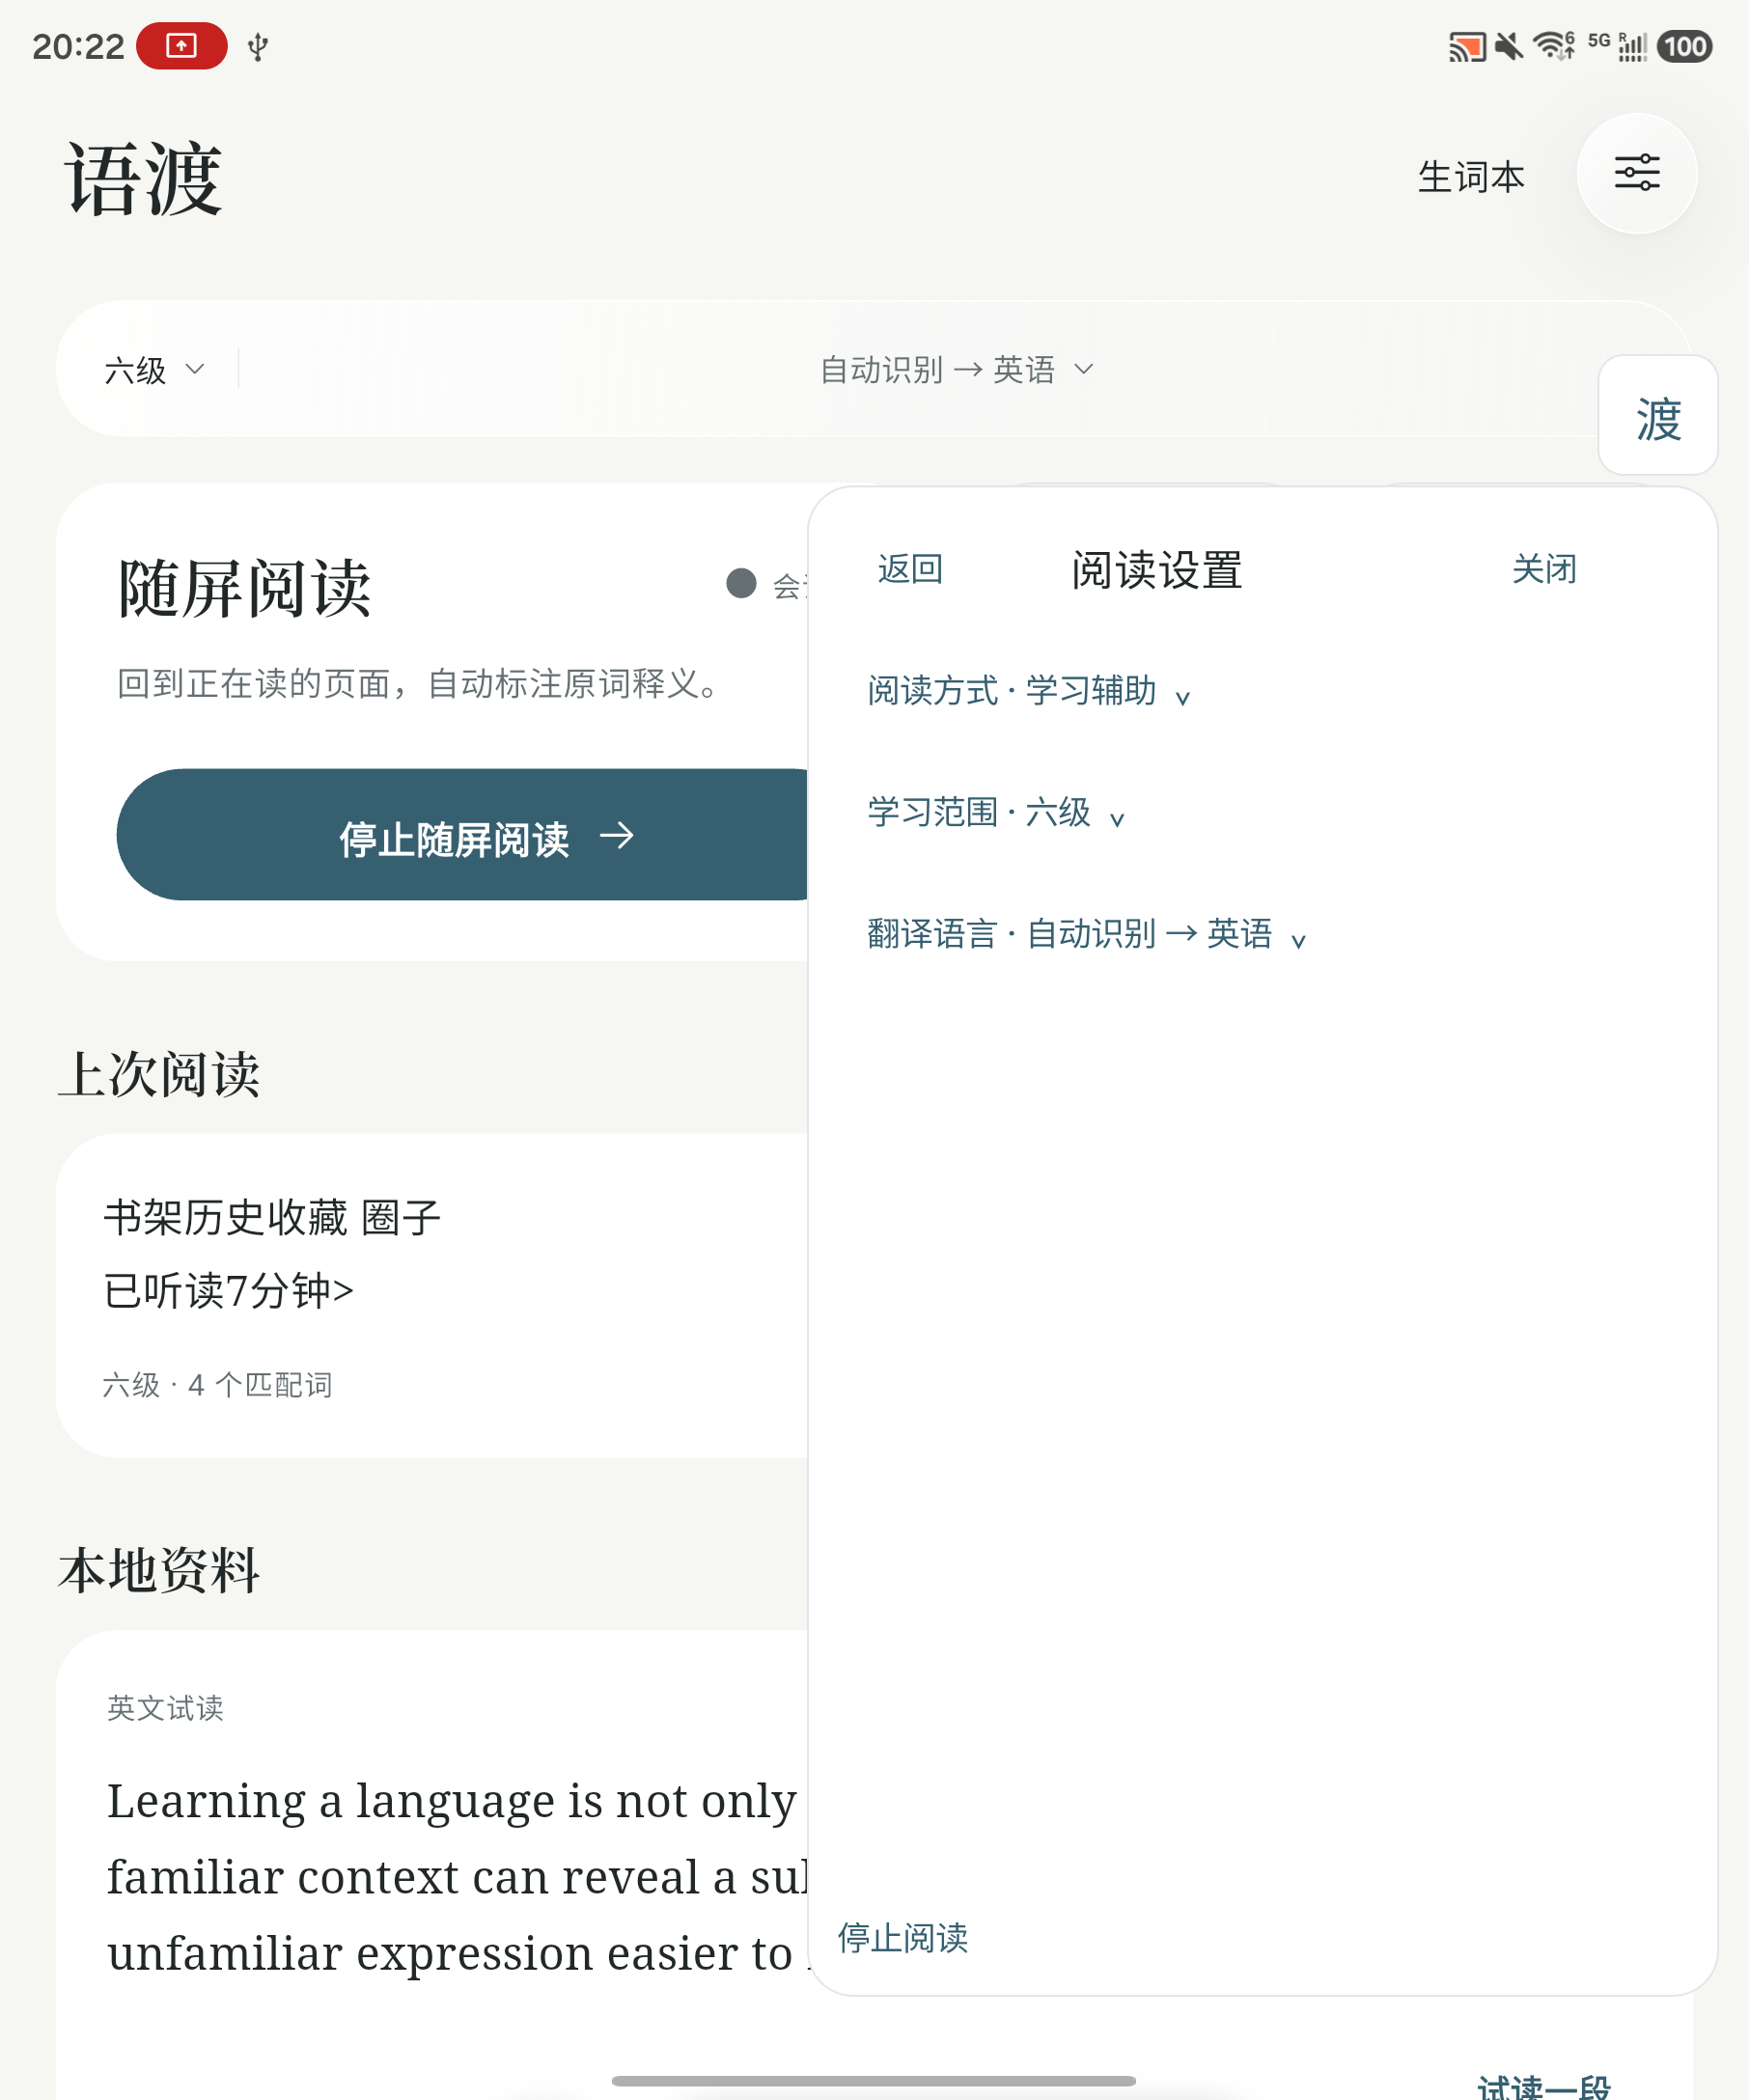 20:22
6
5G
R
100
语渡
生词本
六级
自动识别 → 英语
渡
随屏阅读
回到正在读的页面，自动标注原词释义。
停止随屏阅读 →
返回
阅读设置
关闭
阅读方式 · 学习辅助
学习范围 · 六级
翻译语言 · 自动识别 → 英语
停止阅读
上次阅读
书架历史收藏 圈子
已听读7分钟>
六级 · 4 个匹配词
本地资料
英文试读
Learning a language is not only
familiar context can reveal a
unfamiliar expression easier to
试读一段